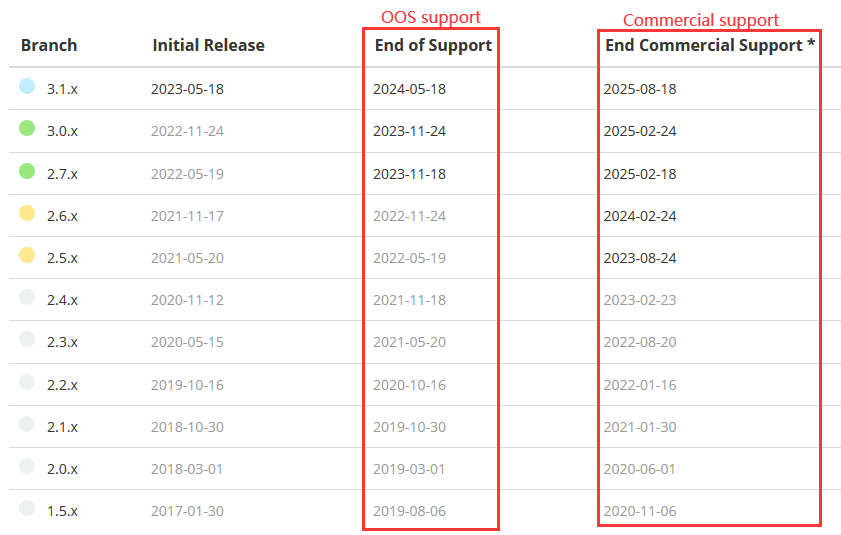 OOS support Commercial support
Branch Initial Release End of Support End Commercial Support *
3.1.x 2023-05-18 2024-05-18 2025-08-18
3.0.x 2022-11-24 2023-11-24 2025-02-24
2.7.x 2022-05-19 2023-11-18 2025-02-18
2.6.x 2021-11-17 2022-11-24 2024-02-24
2.5.x 2021-05-20 2022-05-19 2023-08-24
2.4.x 2020-11-12 2021-11-18 2023-02-23
2.3.x 2020-05-15 2021-05-20 2022-08-20
2.2.x 2019-10-16 2020-10-16 2022-01-16
2.1.x 2018-10-30 2019-10-30 2021-01-30
2.0.x 2018-03-01 2019-03-01 2020-06-01
1.5.x 2017-01-30 2019-08-06 2020-11-06